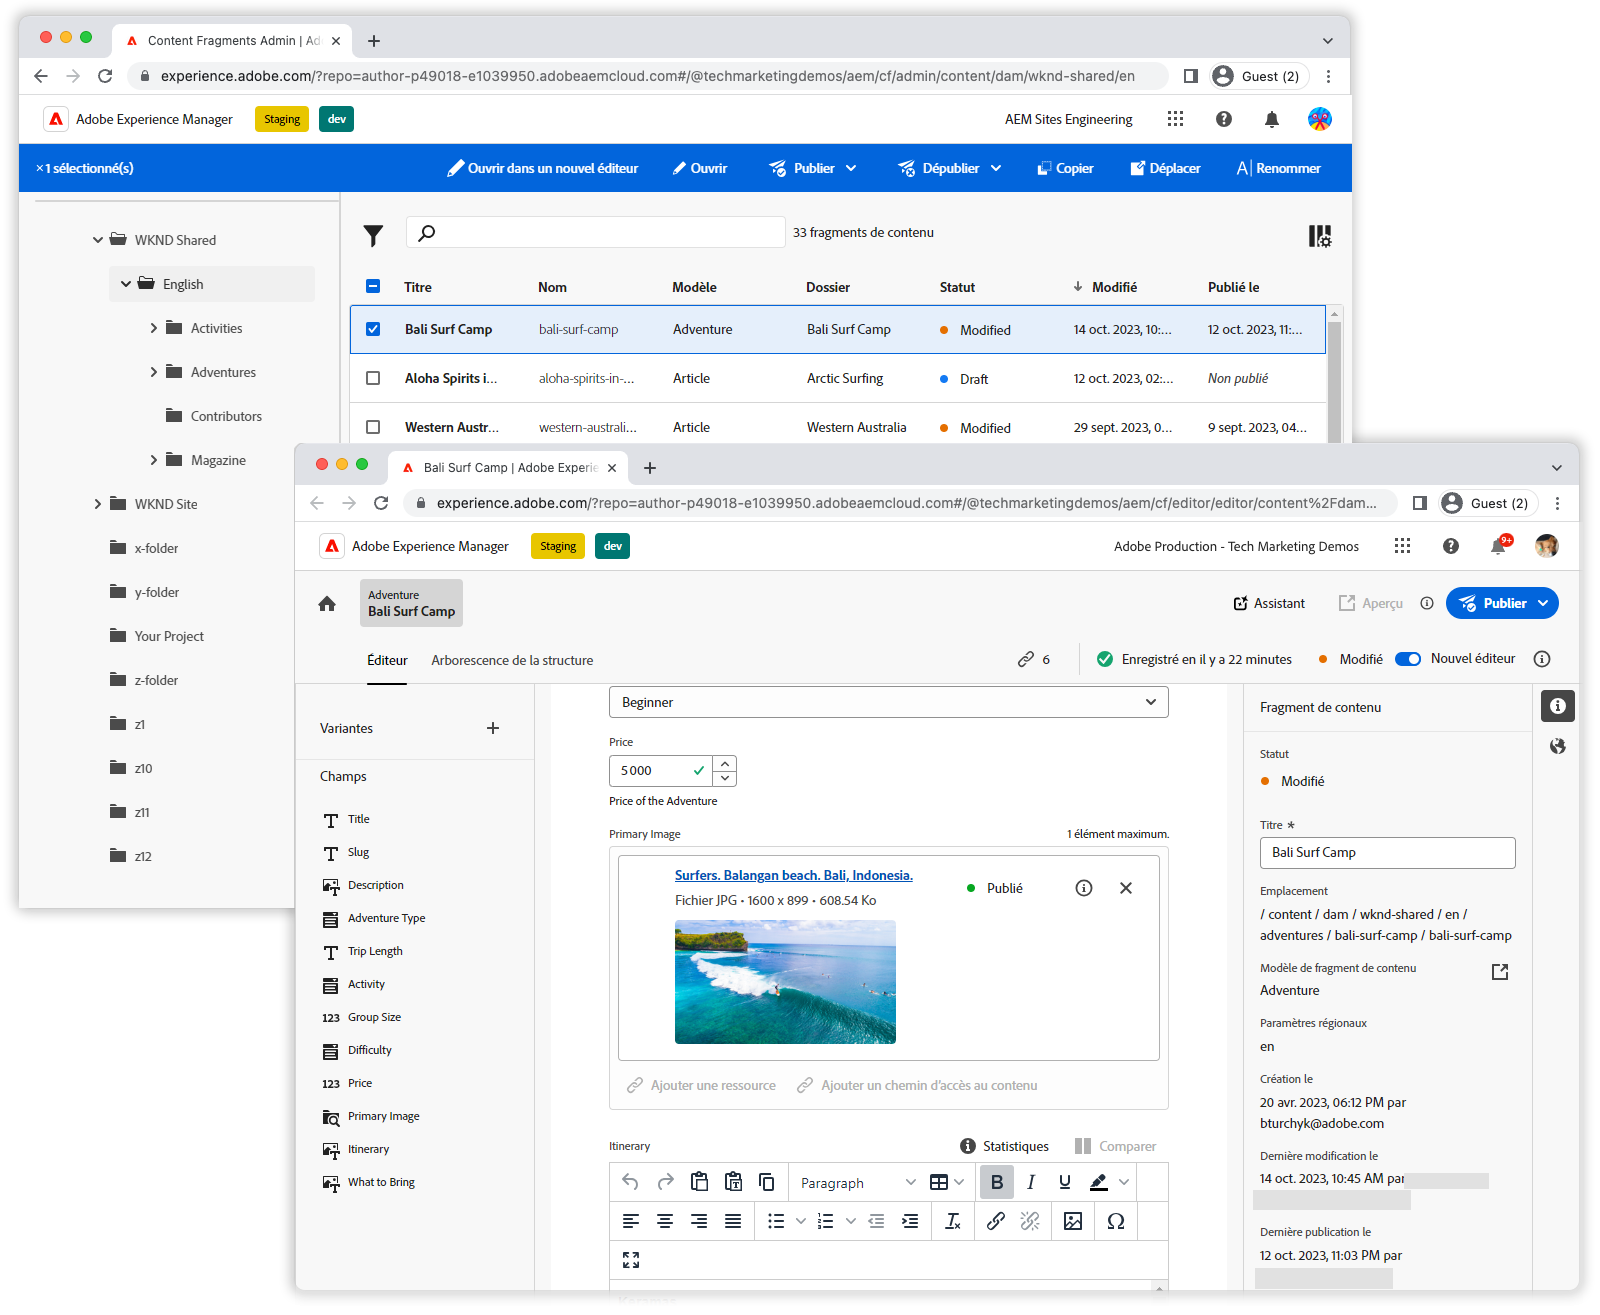 Content Fragments Admin | Ad
experience.adobe.com/?repo=author-p49018-e1039950.adobeaemcloud.com#/@techmarketingdemos/aem/cf/admin/content/dam/wknd-shared/en
Guest (2)
Adobe Experience Manager
Staging
dev
AEM Sites Engineering
1 sélectionné(s)
Ouvrir dans un nouvel éditeur
Ouvrir
Publier
Dépublier
Copier
Déplacer
Renommer
WKND Shared
English
Activities
Adventures
Contributors
Magazine
WKND Site
x-folder
y-folder
Your Project
z-folder
z1
z10
z11
z12
33 fragments de contenu
Titre Nom Modèle Dossier Statut Modifié Publié le
Bali Surf Camp bali-surf-camp Adventure Bali Surf Camp Modified 14 oct. 2023, 10:... 12 oct. 2023, 11:...
Aloha Spirits i... aloha-spirits-in-... Article Arctic Surfing Draft 12 oct. 2023, 02:... Non publié
Western Austr... western-australi... Article Western Australia Modified 29 sept. 2023, 0... 9 sept. 2023, 04...
Bali Surf Camp | Adobe Experie
experience.adobe.com/?repo=author-p49018-e1039950.adobeaemcloud.com#/@techmarketingdemos/aem/cf/editor/editor/content%2Fdam...
Guest (2)
Adobe Experience Manager
Staging
dev
Adobe Production - Tech Marketing Demos
9+
Adventure
Bali Surf Camp
Assistant
Aperçu
Publier
Éditeur
Arborescence de la structure
6
Enregistré en il y a 22 minutes
Modifié
Nouvel éditeur
Variantes
Champs
Title
Slug
Description
Adventure Type
Trip Length
Activity
123 Group Size
Difficulty
123 Price
Primary Image
Itinerary
What to Bring
Beginner
Price
5 000
Price of the Adventure
Primary Image
1 élément maximum.
Surfers. Balangan beach. Bali, Indonesia.
Fichier JPG • 1600 x 899 • 608.54 Ko
Publié
Ajouter une ressource
Ajouter un chemin d'accès au contenu
Itinerary
Statistiques
Comparer
Paragraph
B I U
Fragment de contenu
Statut
Modifié
Titre *
Bali Surf Camp
Emplacement
/ content / dam / wknd-shared / en /
adventures / bali-surf-camp / bali-surf-camp
Modèle de fragment de contenu
Adventure
Paramètres régionaux
en
Création le
20 avr. 2023, 06:12 PM par
bturchyk@adobe.com
Dernière modification le
14 oct. 2023, 10:45 AM par
Dernière publication le
12 oct. 2023, 11:03 PM par